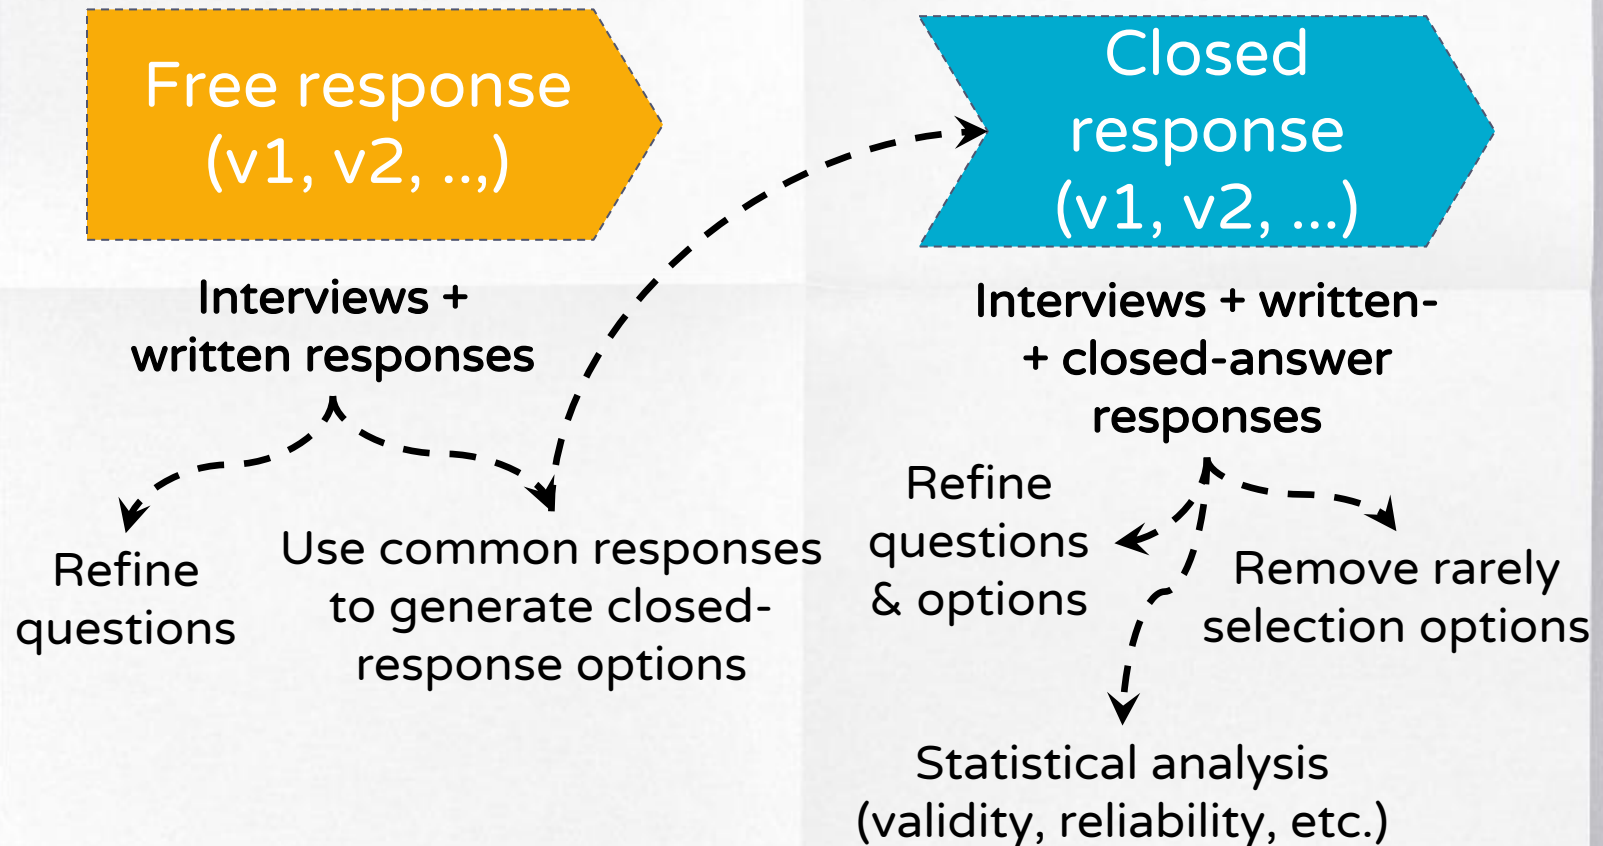 Free response
(v1, v2, ..,)
Interviews +
written responses
Refine
questions
Use common responses
to generate closed-
response options
Closed
response
(v1, v2, ...)
Interviews + written-
+ closed-answer
responses
Refine
questions
& options
Remove rarely
selection options
Statistical analysis
(validity, reliability, etc.)